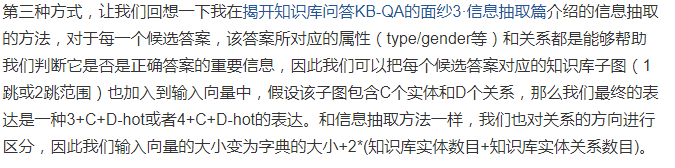 第三种方式，让我们回想一下我在揭开知识库问答KB-QA的面纱3·信息抽取篇介绍的信息抽取
的方法，对于每一个候选答案，该答案所对应的属性（type/gender等）和关系都是能够帮助
我们判断它是否是正确答案的重要信息，因此我们可以把每个候选答案对应的知识库子图（1
跳或2跳范围）也加入到输入向量中，假设该子图包含C个实体和D个关系，那么我们最终的表
达是一种3+C+D-hot或者4+C+D-hot的表达。和信息抽取方法一样，我们也对关系的方向进行
区分，因此我们输入向量的大小变为字典的大小+2*(知识库实体数目+知识库实体关系数目)。